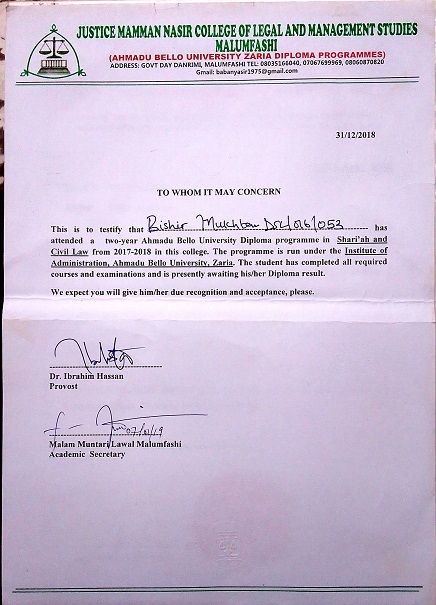 JUSTICE MAMMAN NASIR COLLEGE OF LEGAL AND MANAGEMENT STUDIES
MALUMFASHI
(AHMADU BELLO UNIVERSITY ZARIA DIPLOMA PROGRAMMES)
ADDRESS: GOVT DAY DANRIMI, MALUMFASHI TEL: 08035166040, 07067699969, 08060870820
Gmail: babanyasir1975@gmail.com
31/12/2018
TO WHOM IT MAY CONCERN
This is to testify that Bishir Mukhtar DSCL/016/053 has
attended a two-year Ahmadu Bello University Diploma programme in Shari'ah and
Civil Law from 2017-2018 in this college. The programme is run under the Institute of
Administration, Ahmadu Bello University, Zaria. The student has completed all required
courses and examinations and is presently awaiting his/her Diploma result.
We expect you will give him/her due recognition and acceptance, please.
Dr. Ibrahim Hassan
Provost
07/01/19
Malam Muntari Lawal Malumfashi
Academic Secretary